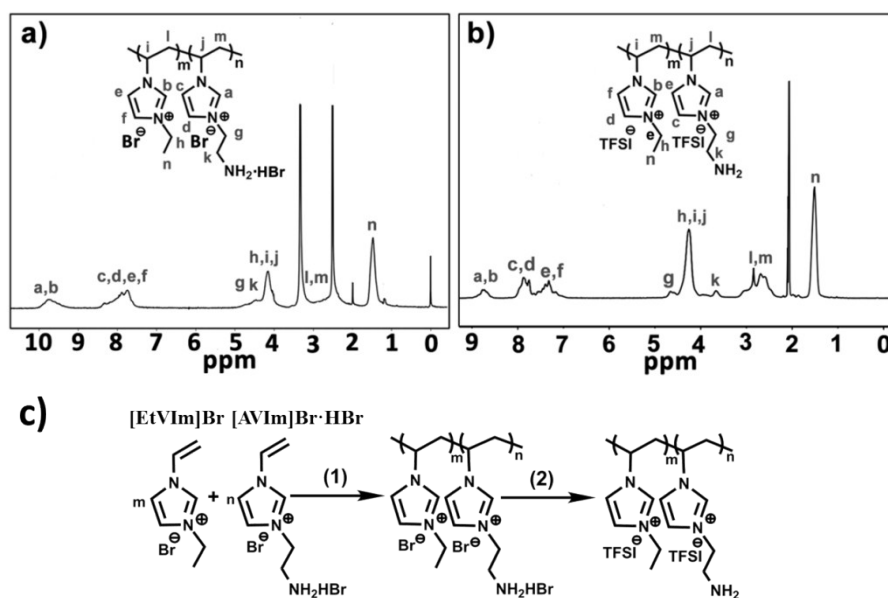 a)
i l j m
m n
N N
e b c a
f N⊕ d N⊕
Br⊖ Br⊖ g
h k
n NH₂·HBr
a,b
c,d,e,f
g k
h,i,j
l,m
n
10 9 8 7 6 5 4 3 2 1 0
ppm
b)
i m j l
m n
N N
f b e a
d N⊕ c N⊕
TFSI⊖ e TFSI⊖ g
h k
n NH₂
a,b
c,d
e,f
g
h,i,j
k
l,m
n
9 8 7 6 5 4 3 2 1 0
ppm
c)
[EtVIm]Br [AVIm]Br·HBr
N N
m + n
N⊕ N⊕
Br⊖ Br⊖
NH₂HBr
(1)
m n
N N
N⊕ N⊕
Br⊖ Br⊖
NH₂HBr
(2)
m n
N N
N⊕ N⊕
TFSI⊖ TFSI⊖
NH₂